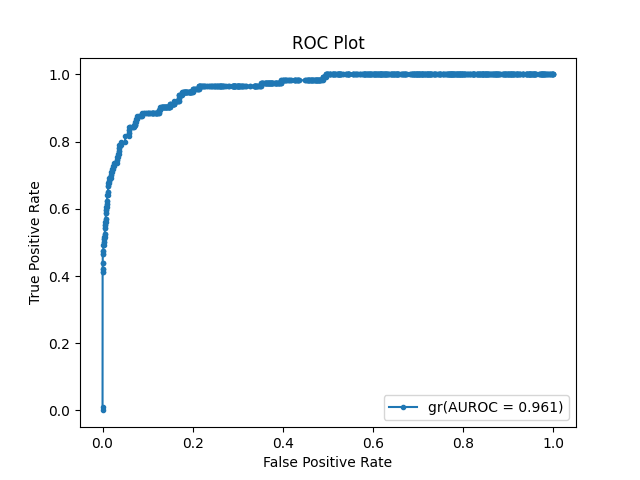 ROC Plot
True Positive Rate
1.0
0.8
0.6
0.4
0.2
0.0
gr(AUROC = 0.961)
0.0 0.2 0.4 0.6 0.8 1.0
False Positive Rate